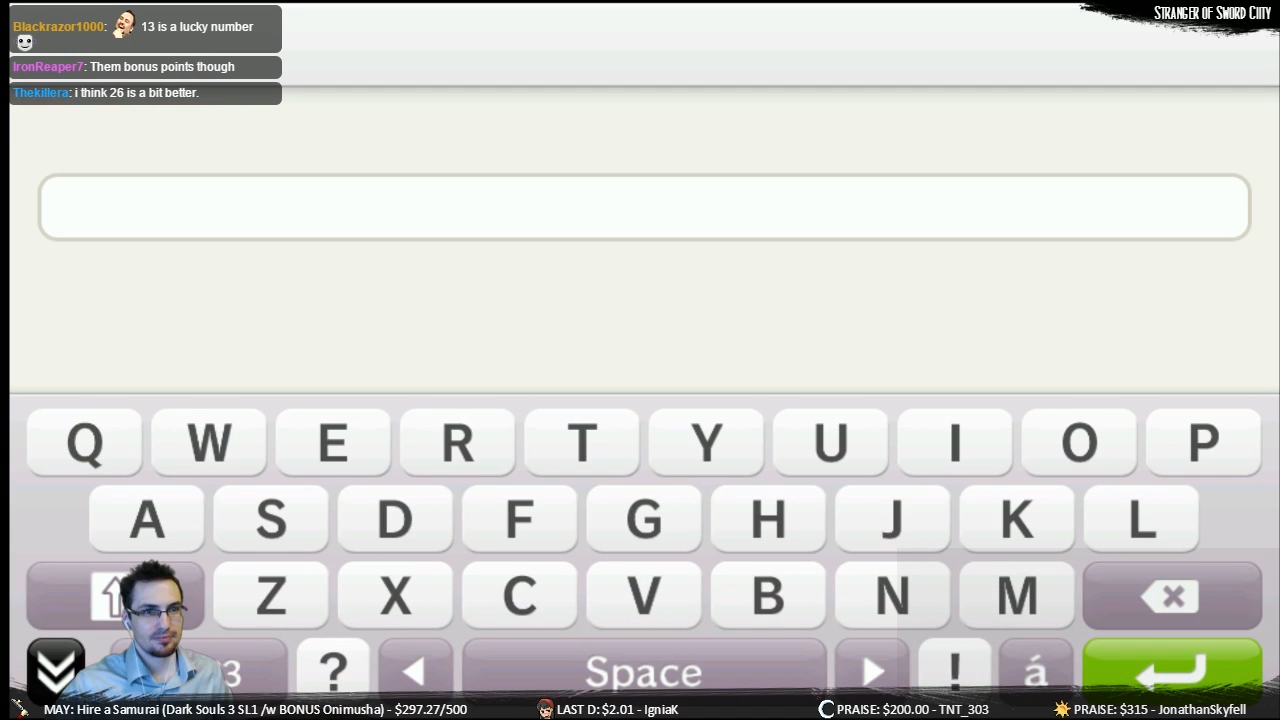 Blackrazor1000: 13 is a lucky number
IronReaper7: Them bonus points though
Thekillera: i think 26 is a bit better.
STRANGER OF SWORD CIITY
Q W E R T Y U I O P
A S D F G H J K L
Z X C V B N M
3 ? Space ! á
MAY: Hire a Samurai (Dark Souls 3 SL1 /w BONUS Onimusha) - $297.27/500 LAST D: $2.01 - IgniaK PRAISE: $200.00 - TNT_303 PRAISE: $315 - JonathanSkyfell